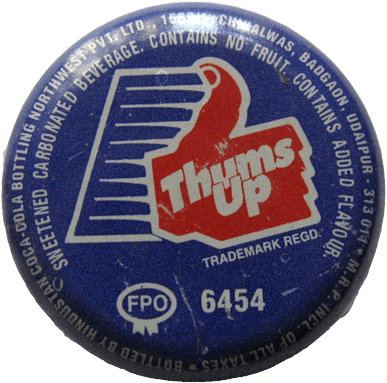 BOTTLED BY HINDUSTAN COCA-COLA BOTTLING NORTHWEST PVT. LTD., CHIKALWAS, BADGAON, UDAIPUR - 313 011 • M.R.P. INCL. OF ALL TAXES •
SWEETENED CARBONATED BEVERAGE. CONTAINS NO FRUIT. CONTAINS ADDED FLAVOUR
Thums
Up
TRADEMARK REGD.
FPO 6454